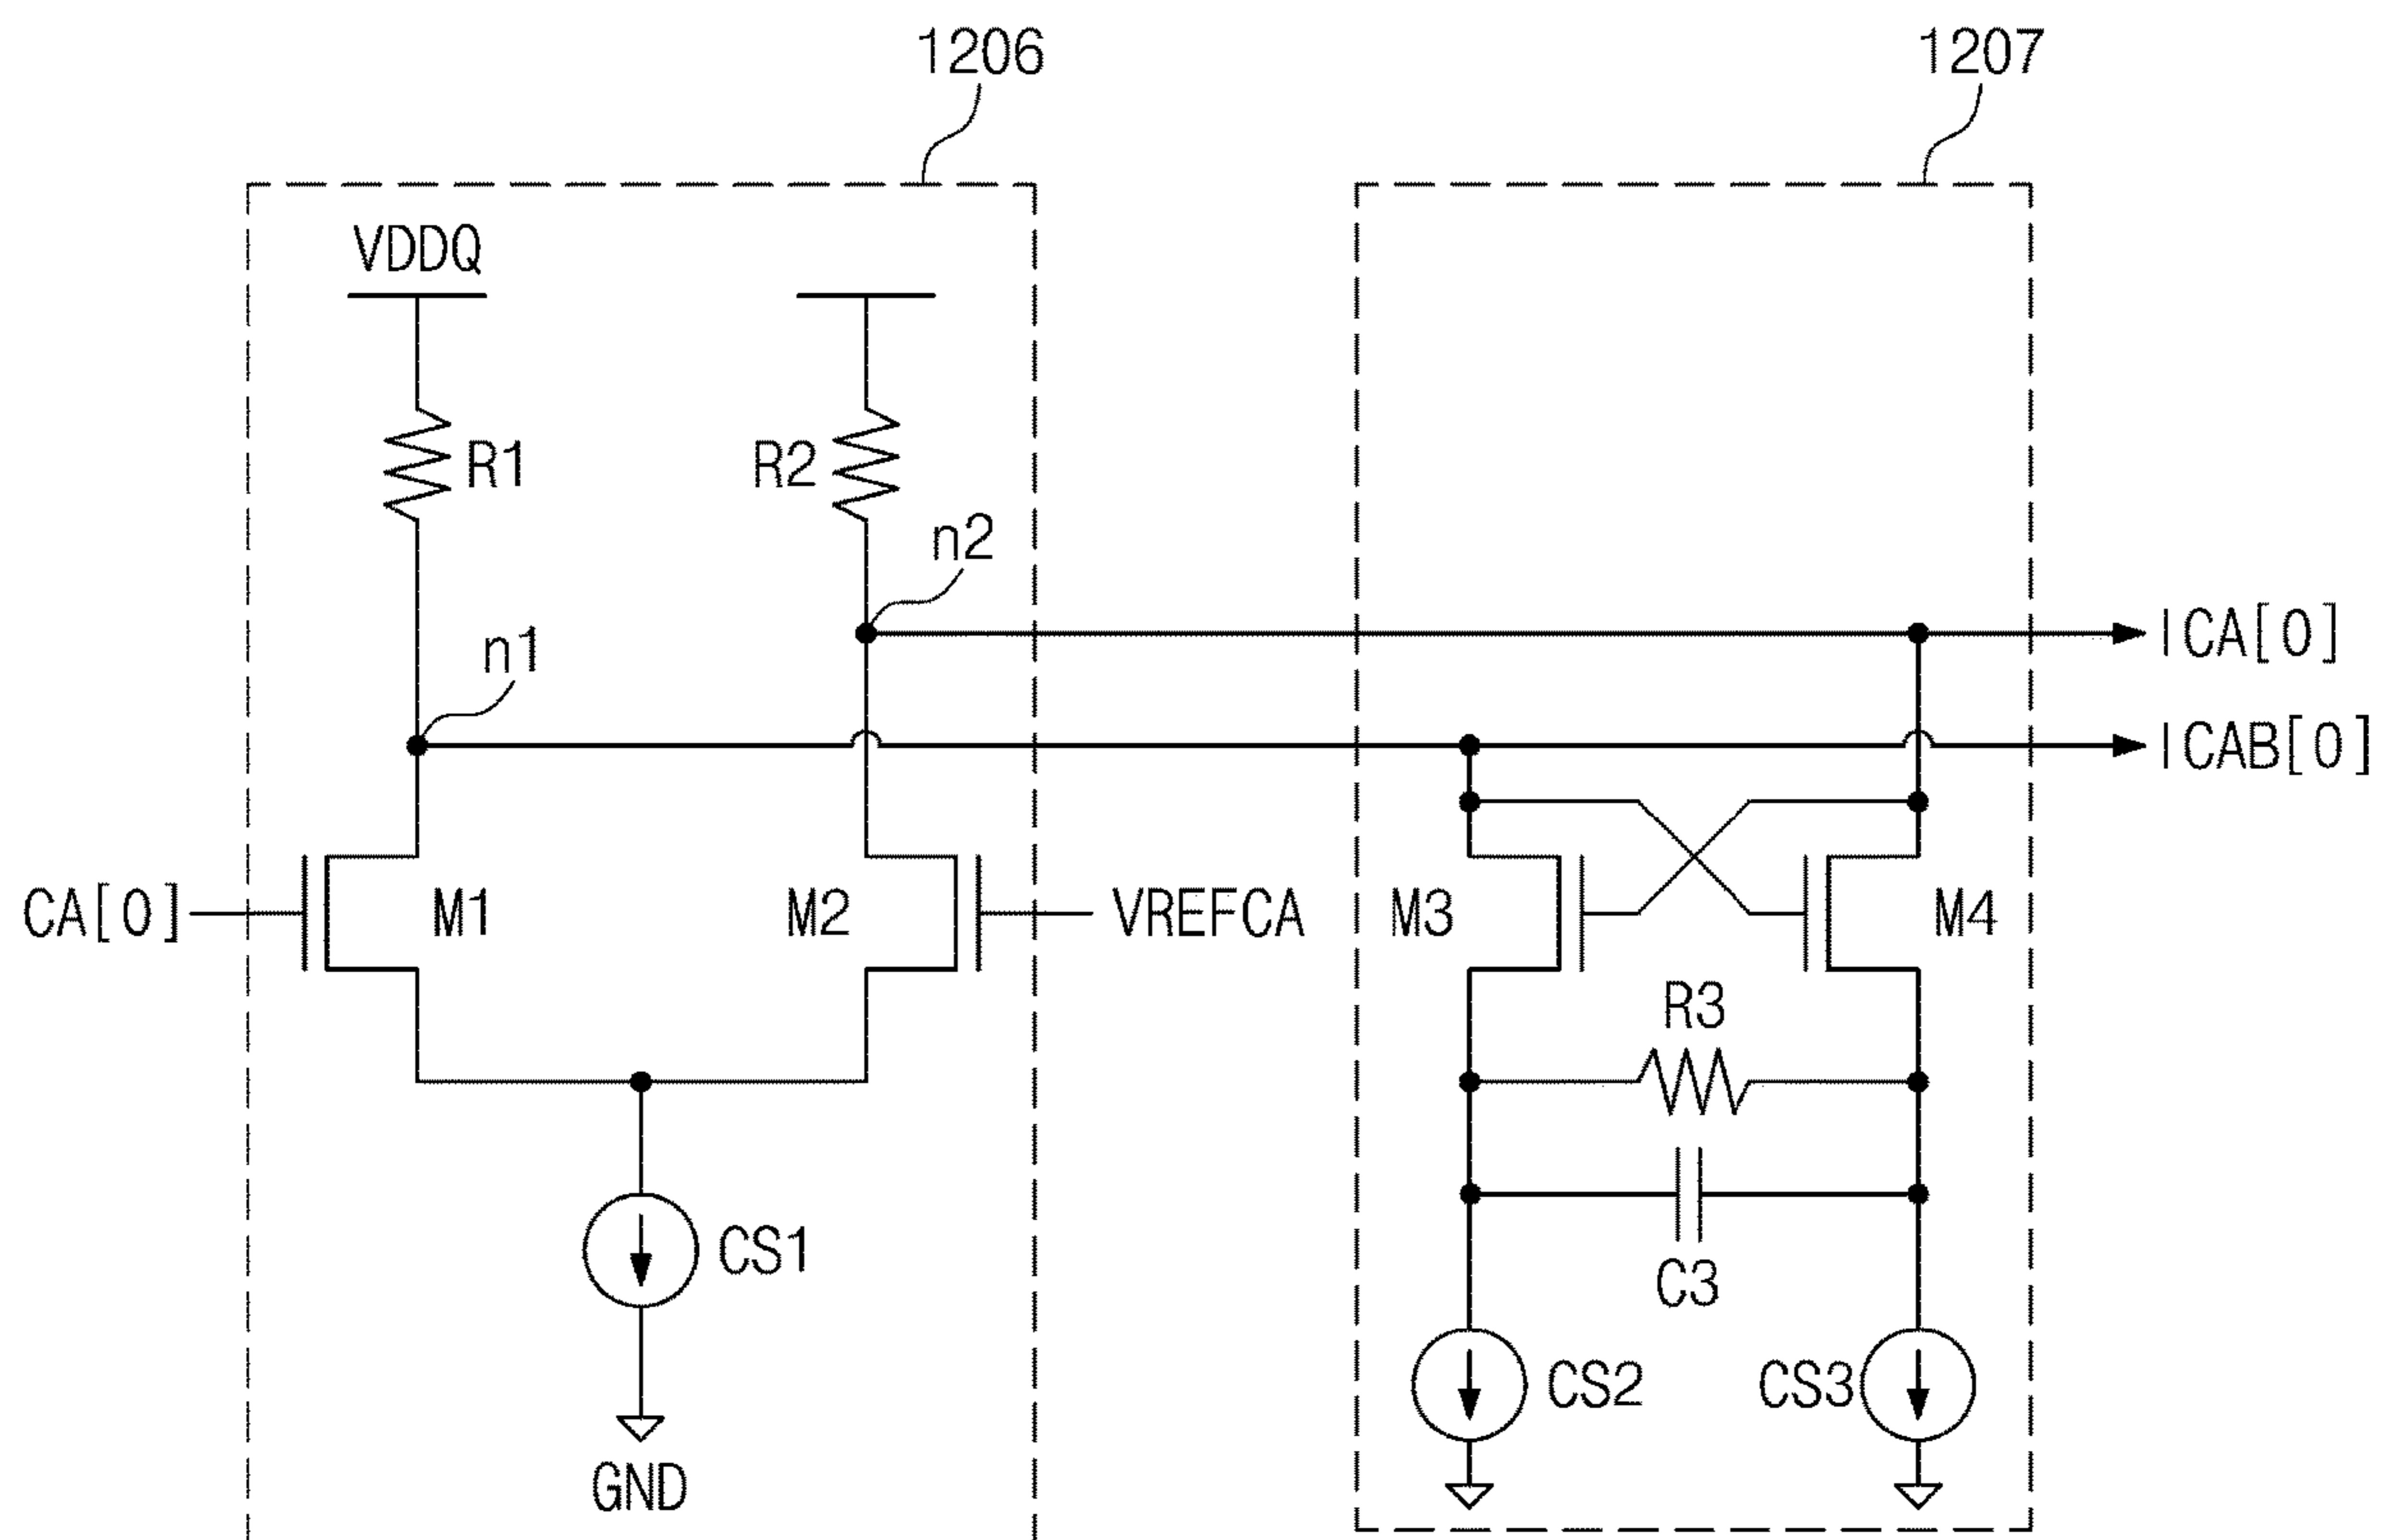 1206
1207
VDDQ
R1
R2
n2
n1
ICA[0]
ICAB[0]
CA[0]
M1
M2
VREFCA
M3
M4
R3
CS1
C3
CS2
CS3
GND